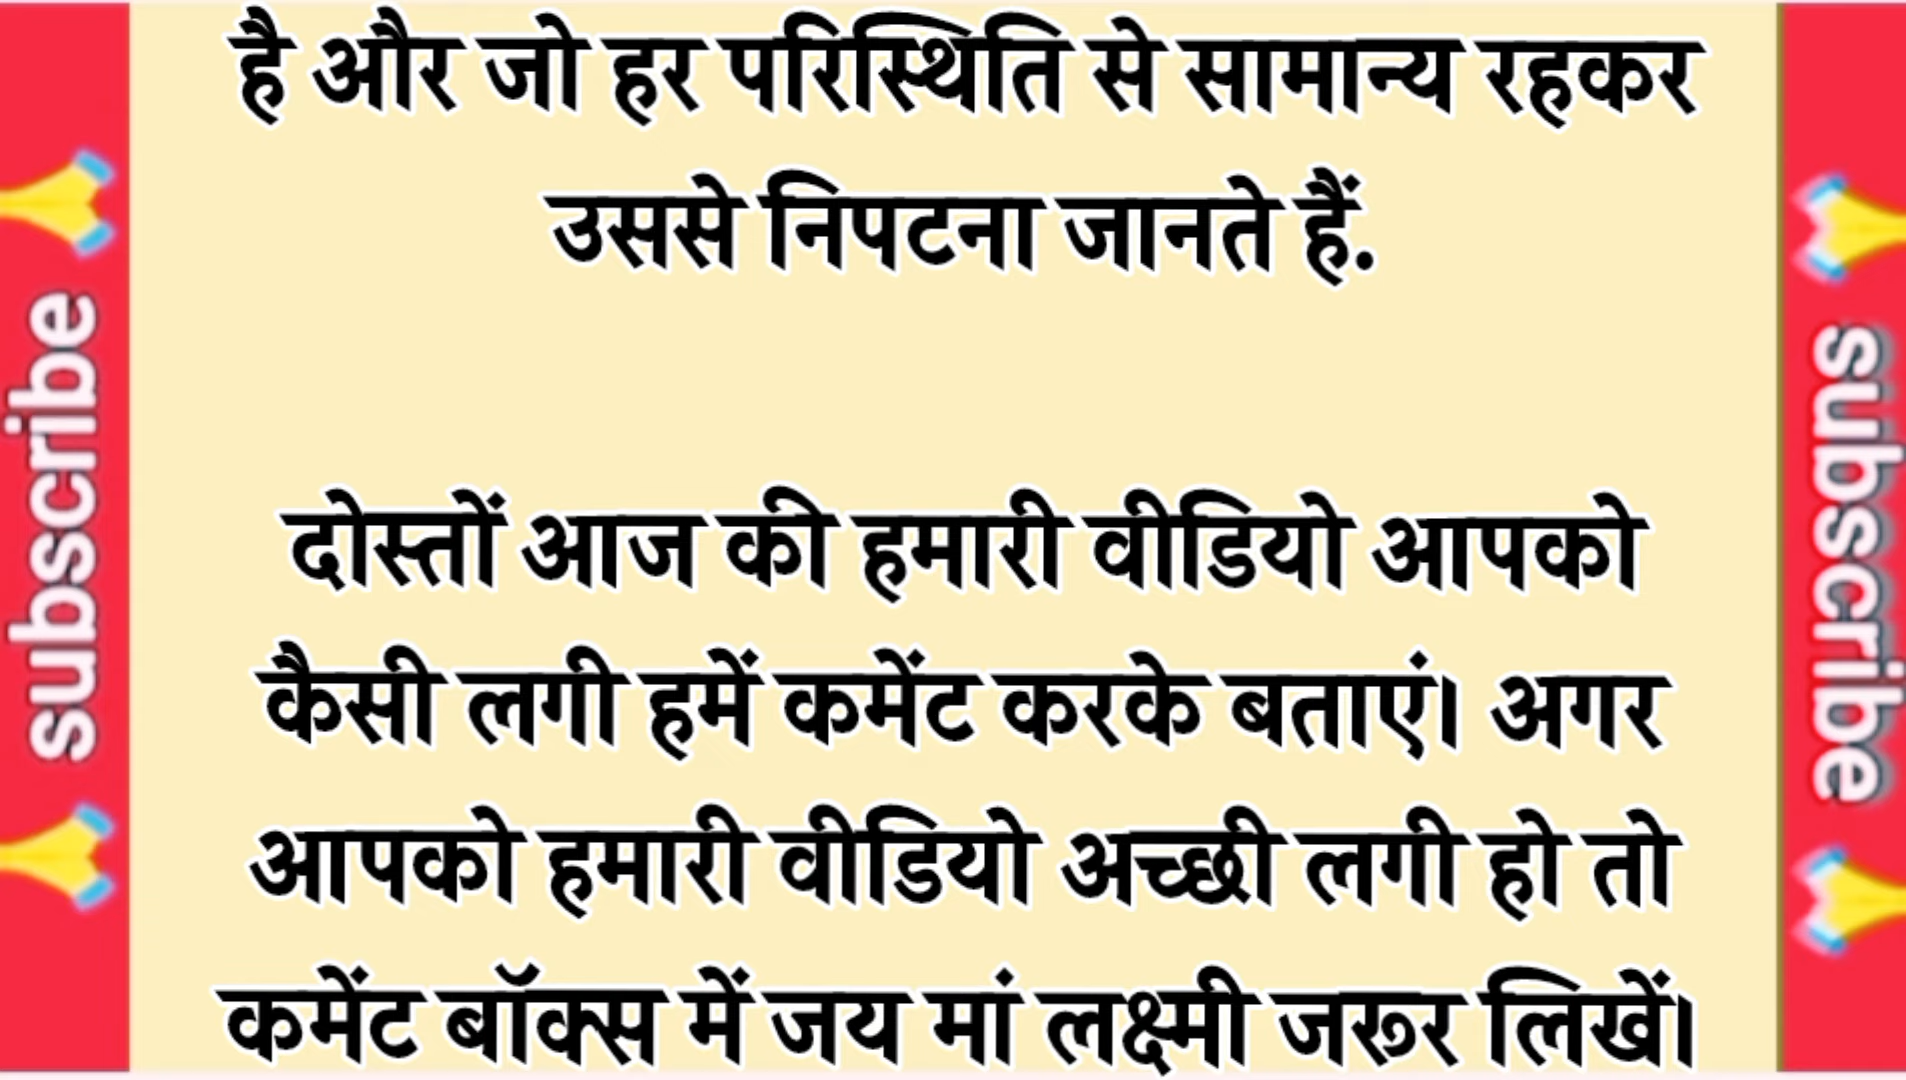 है और जो हर परिस्थिति से सामान्य रहकर
उससे निपटना जानते हैं.
दोस्तों आज की हमारी वीडियो आपको
कैसी लगी हमें कमेंट करके बताएं। अगर
आपको हमारी वीडियो अच्छी लगी हो तो
कमेंट बॉक्स में जय मां लक्ष्मी जरूर लिखें।
subscribe
subscribe